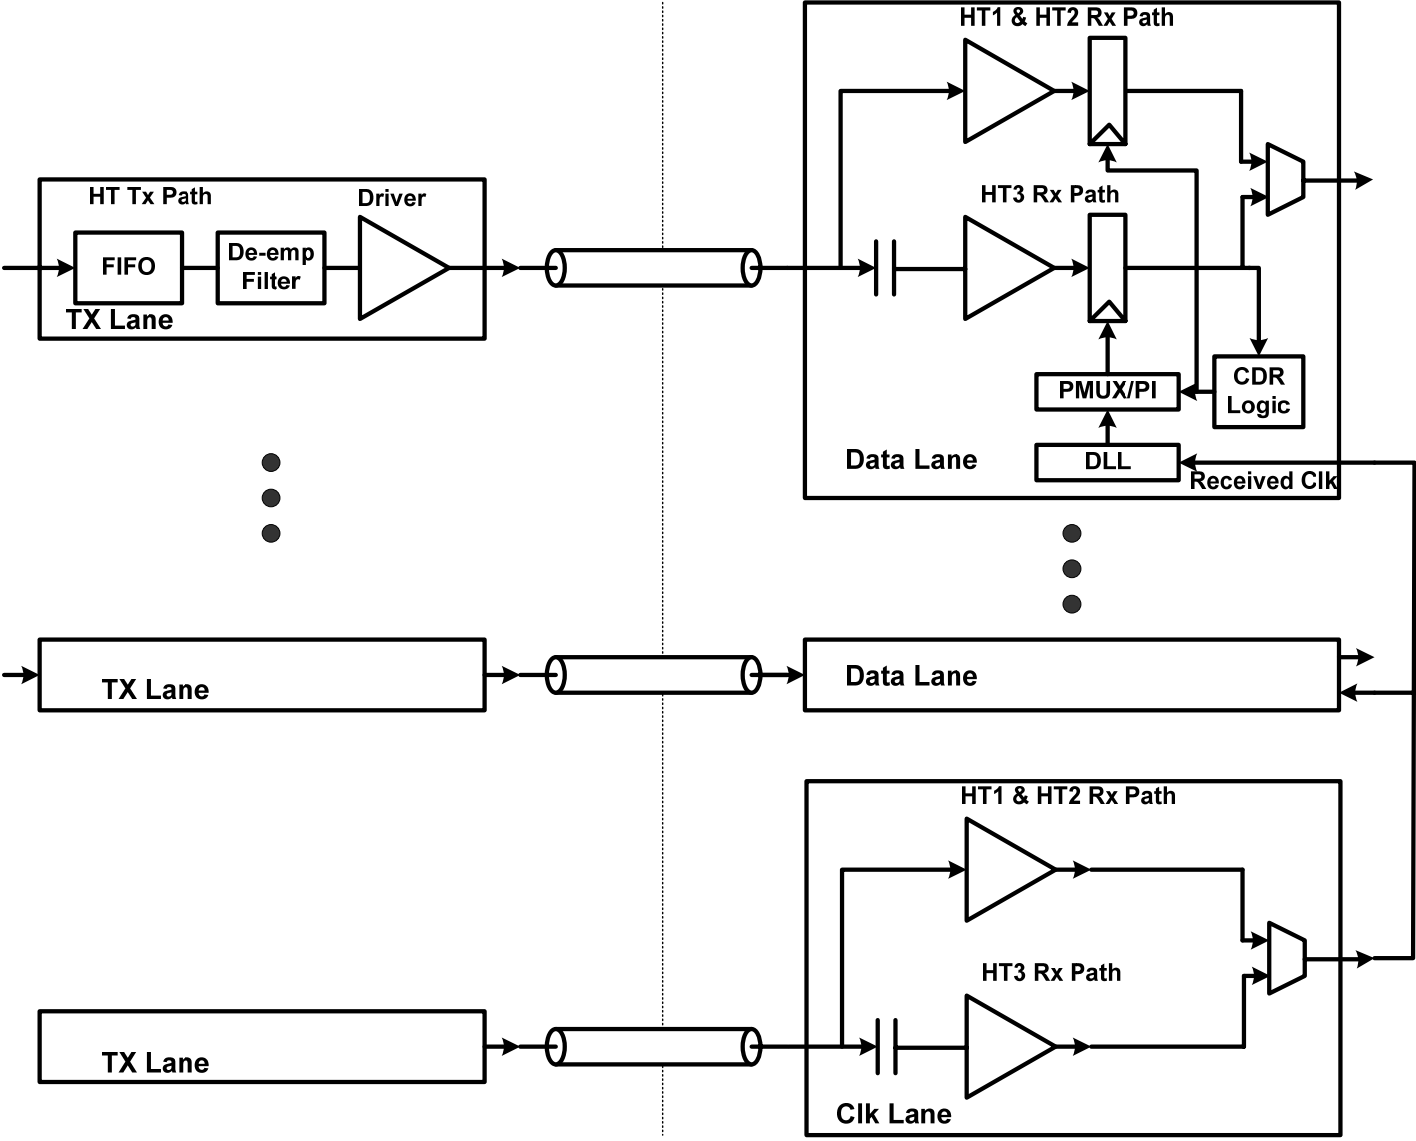 HT1 & HT2 Rx Path
HT Tx Path
Driver
FIFO
De-emp
Filter
TX Lane
HT3 Rx Path
PMUX/PI
CDR
Logic
DLL
Received Clk
Data Lane
TX Lane
Data Lane
HT1 & HT2 Rx Path
HT3 Rx Path
TX Lane
Clk Lane